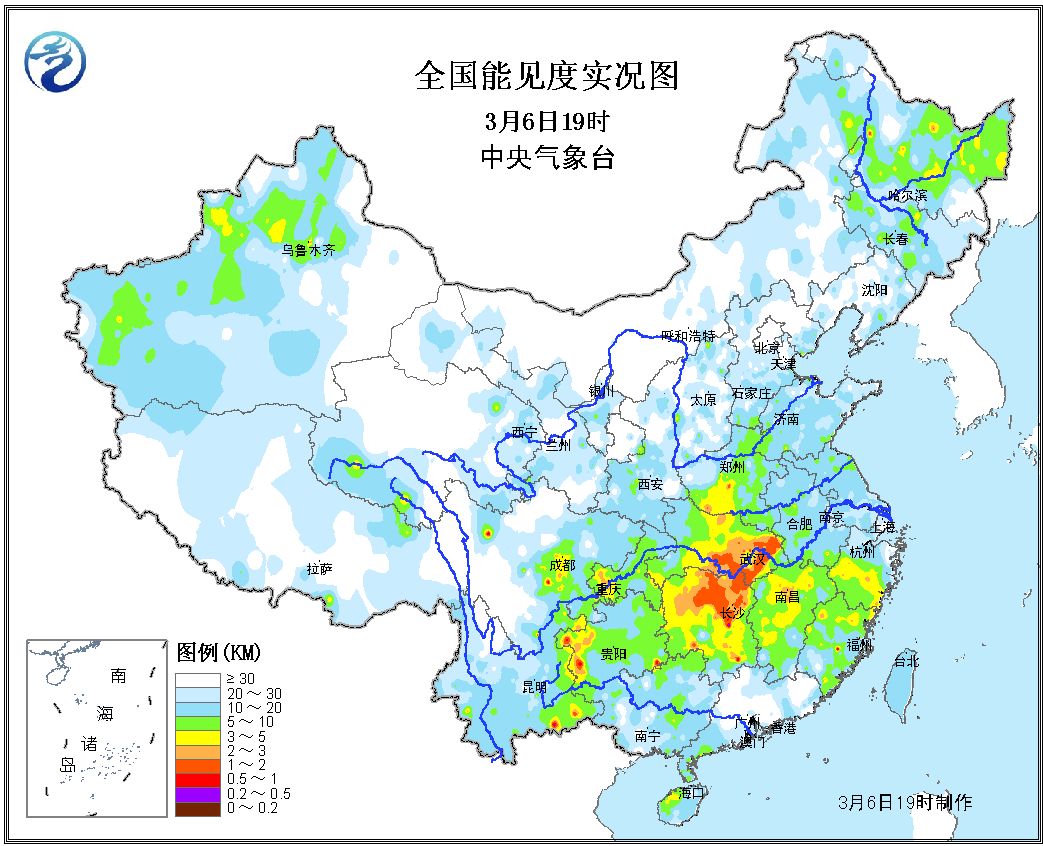 全国能见度实况图
3月6日19时
中央气象台
哈尔滨
长春
乌鲁木齐
沈阳
呼和浩特
北京
天津
银川
太原
石家庄
济南
西宁
兰州
郑州
西安
合肥
南京
上海
杭州
武汉
成都
拉萨
重庆
长沙
南昌
贵阳
福州
台北
昆明
广州
香港
澳门
南宁
海口
南
海
诸
岛
图例(KM)
≥30
20～30
10～20
5～10
3～5
2～3
1～2
0.5～1
0.2～0.5
0～0.2
3月6日19时制作